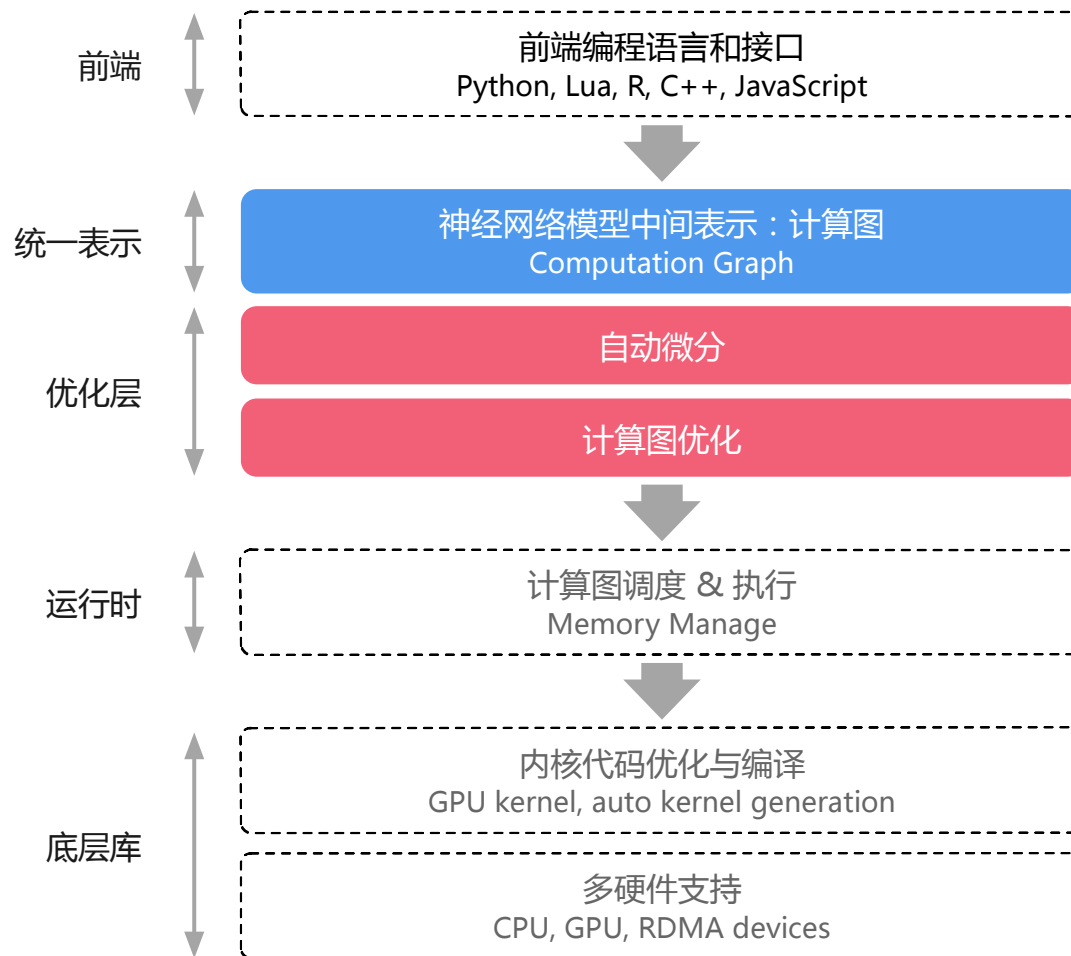 前端
前端编程语言和接口
Python, Lua, R, C++, JavaScript
统一表示
神经网络模型中间表示：计算图
Computation Graph
优化层
自动微分
计算图优化
运行时
计算图调度 & 执行
Memory Manage
底层库
内核代码优化与编译
GPU kernel, auto kernel generation
多硬件支持
CPU, GPU, RDMA devices